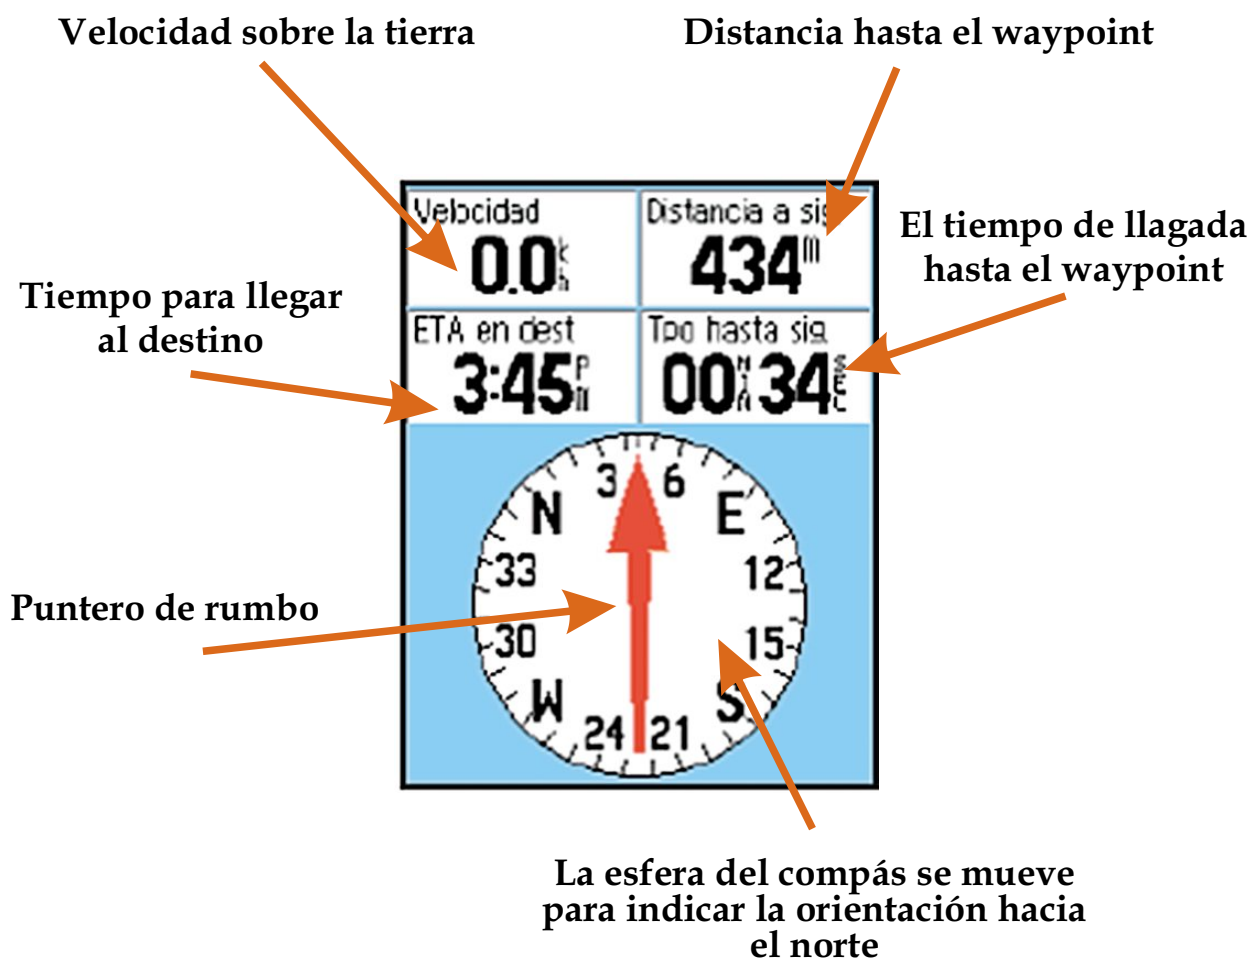 Velocidad sobre la tierra
Distancia hasta el waypoint
Velocidad
0.0 k h
Distancia a sig
434 m
El tiempo de llagada
hasta el waypoint
Tiempo para llegar
al destino
ETA en dest
3:45 P M
Tpo hasta sig.
00 MIN 34 SEC
3 6
N E
33 12
Puntero de rumbo
30 15
W S
24 21
La esfera del compás se mueve
para indicar la orientación hacia
el norte